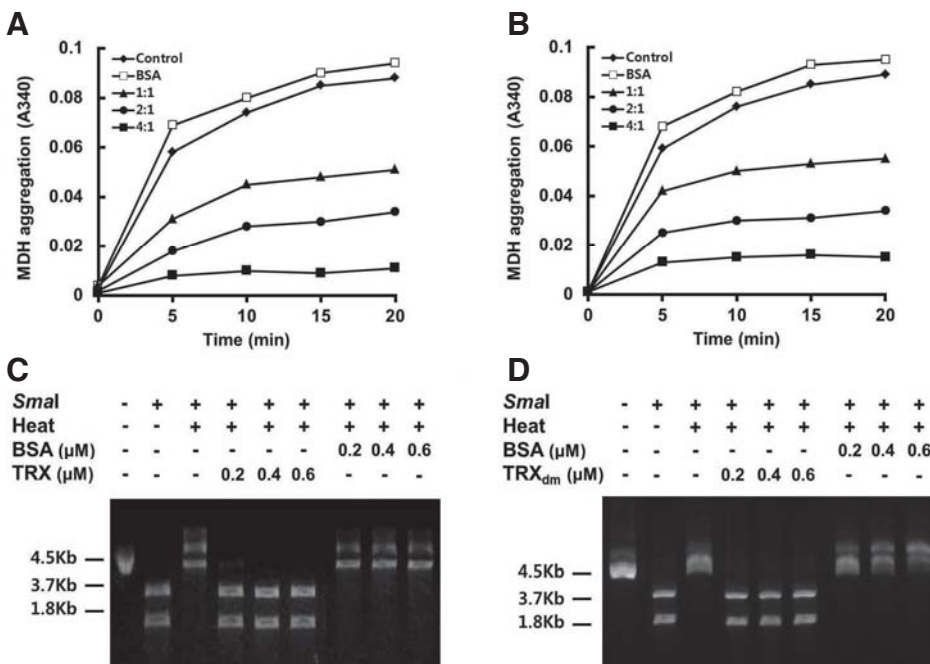 A
B
0.1
0.08
0.06
0.04
0.02
0
MDH aggregation (A340)
Control
BSA
1:1
2:1
4:1
0 5 10 15 20
Time (min)
0.1
0.08
0.06
0.04
0.02
0
MDH aggregation (A340)
Control
BSA
1:1
2:1
4:1
0 5 10 15 20
Time (min)
C
SmaI - + + + + + + + +
Heat - - + + + + + + +
BSA (µM) - - - - - - 0.2 0.4 0.6
TRX (µM) - - - 0.2 0.4 0.6 - - -
4.5Kb
3.7Kb
1.8Kb
D
SmaI - + + + + + + + +
Heat - - + + + + + + +
BSA (µM) - - - - - - 0.2 0.4 0.6
TRXdm (µM) - - - 0.2 0.4 0.6 - - -
4.5Kb
3.7Kb
1.8Kb